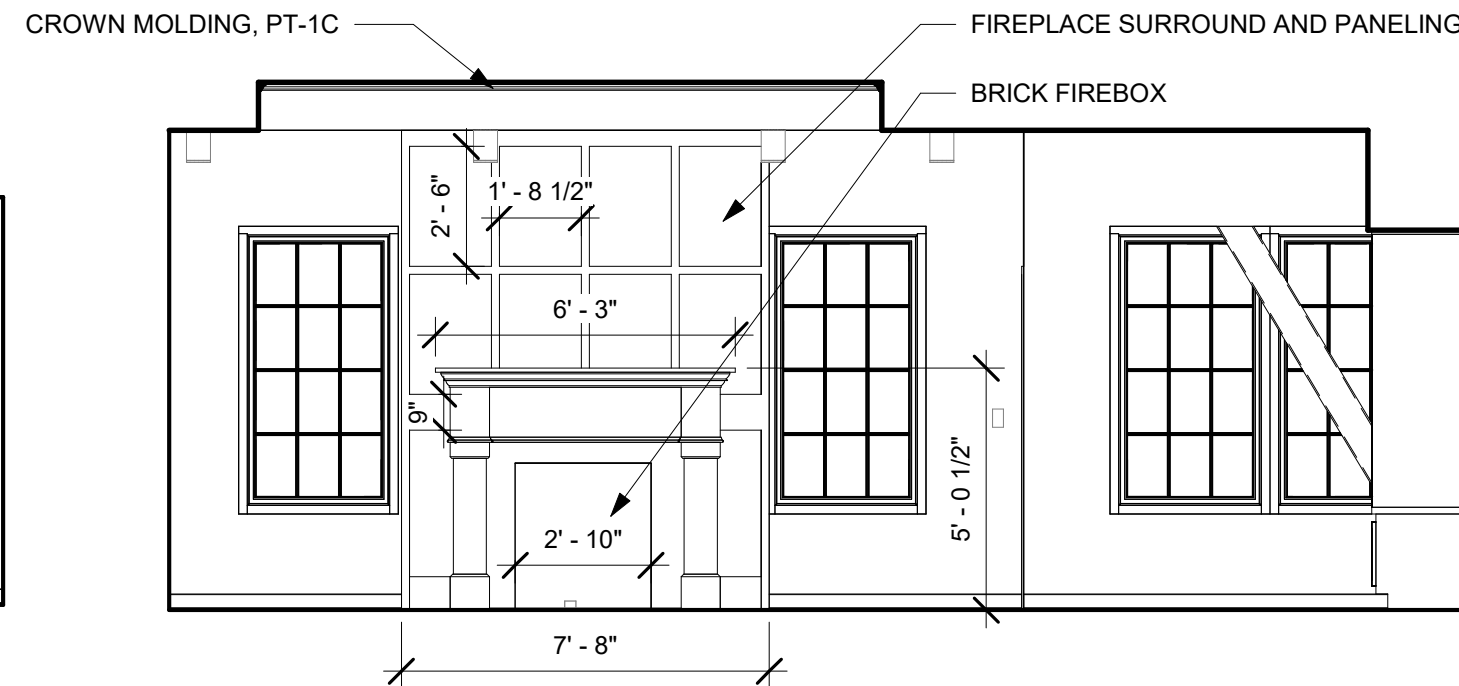 CROWN MOLDING, PT-1C
FIREPLACE SURROUND AND PANELING
BRICK FIREBOX
2' - 6"
1' - 8 1/2"
6' - 3"
9"
5' - 0 1/2"
2' - 10"
7' - 8"